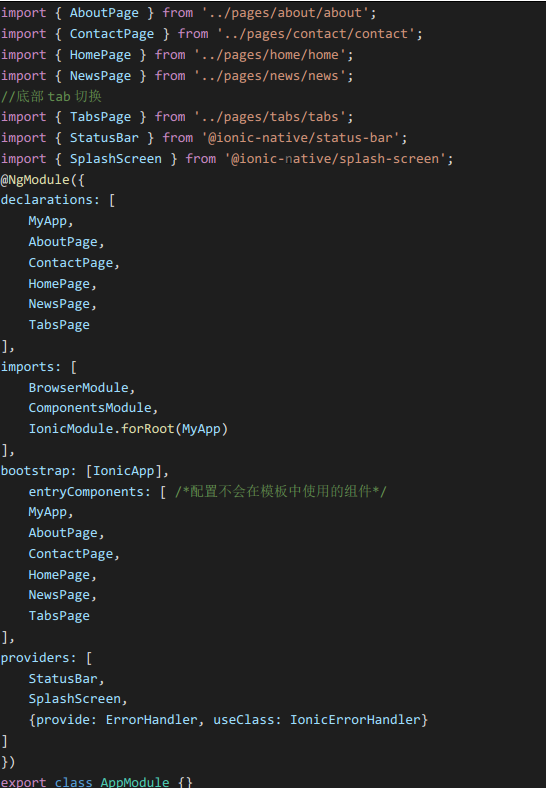 import { AboutPage } from '../pages/about/about';
import { ContactPage } from '../pages/contact/contact';
import { HomePage } from '../pages/home/home';
import { NewsPage } from '../pages/news/news';
//底部 tab 切换
import { TabsPage } from '../pages/tabs/tabs';
import { StatusBar } from '@ionic-native/status-bar';
import { SplashScreen } from '@ionic-native/splash-screen';
@NgModule({
declarations: [
MyApp,
AboutPage,
ContactPage,
HomePage,
NewsPage,
TabsPage
],
imports: [
BrowserModule,
ComponentsModule,
IonicModule.forRoot(MyApp)
],
bootstrap: [IonicApp],
entryComponents: [ /*配置不会在模板中使用的组件*/
MyApp,
AboutPage,
ContactPage,
HomePage,
NewsPage,
TabsPage
],
providers: [
StatusBar,
SplashScreen,
{provide: ErrorHandler, useClass: IonicErrorHandler}
]
})
export class AppModule {}